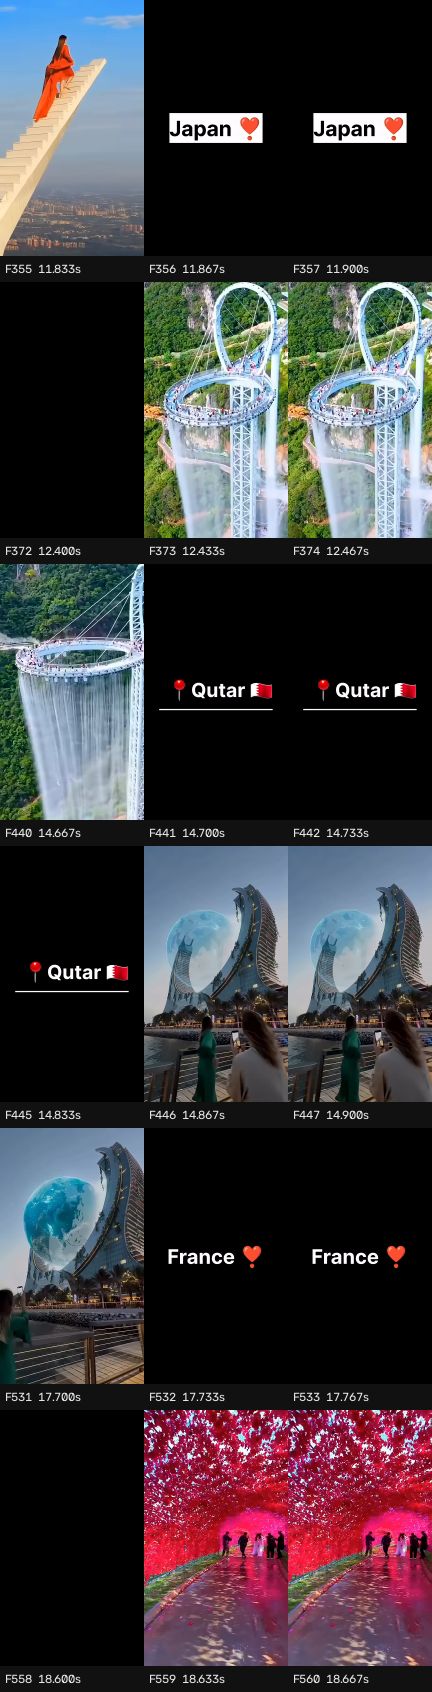 F355 11.833s
Japan ❣️
F356 11.867s
Japan ❣️
F357 11.900s
F372 12.400s
F373 12.433s
F374 12.467s
F440 14.667s
📍Qutar 🇧🇭
F441 14.700s
📍Qutar 🇧🇭
F442 14.733s
📍Qutar 🇧🇭
F445 14.833s
F446 14.867s
F447 14.900s
F531 17.700s
France ❣️
F532 17.733s
France ❣️
F533 17.767s
F558 18.600s
F559 18.633s
F560 18.667s